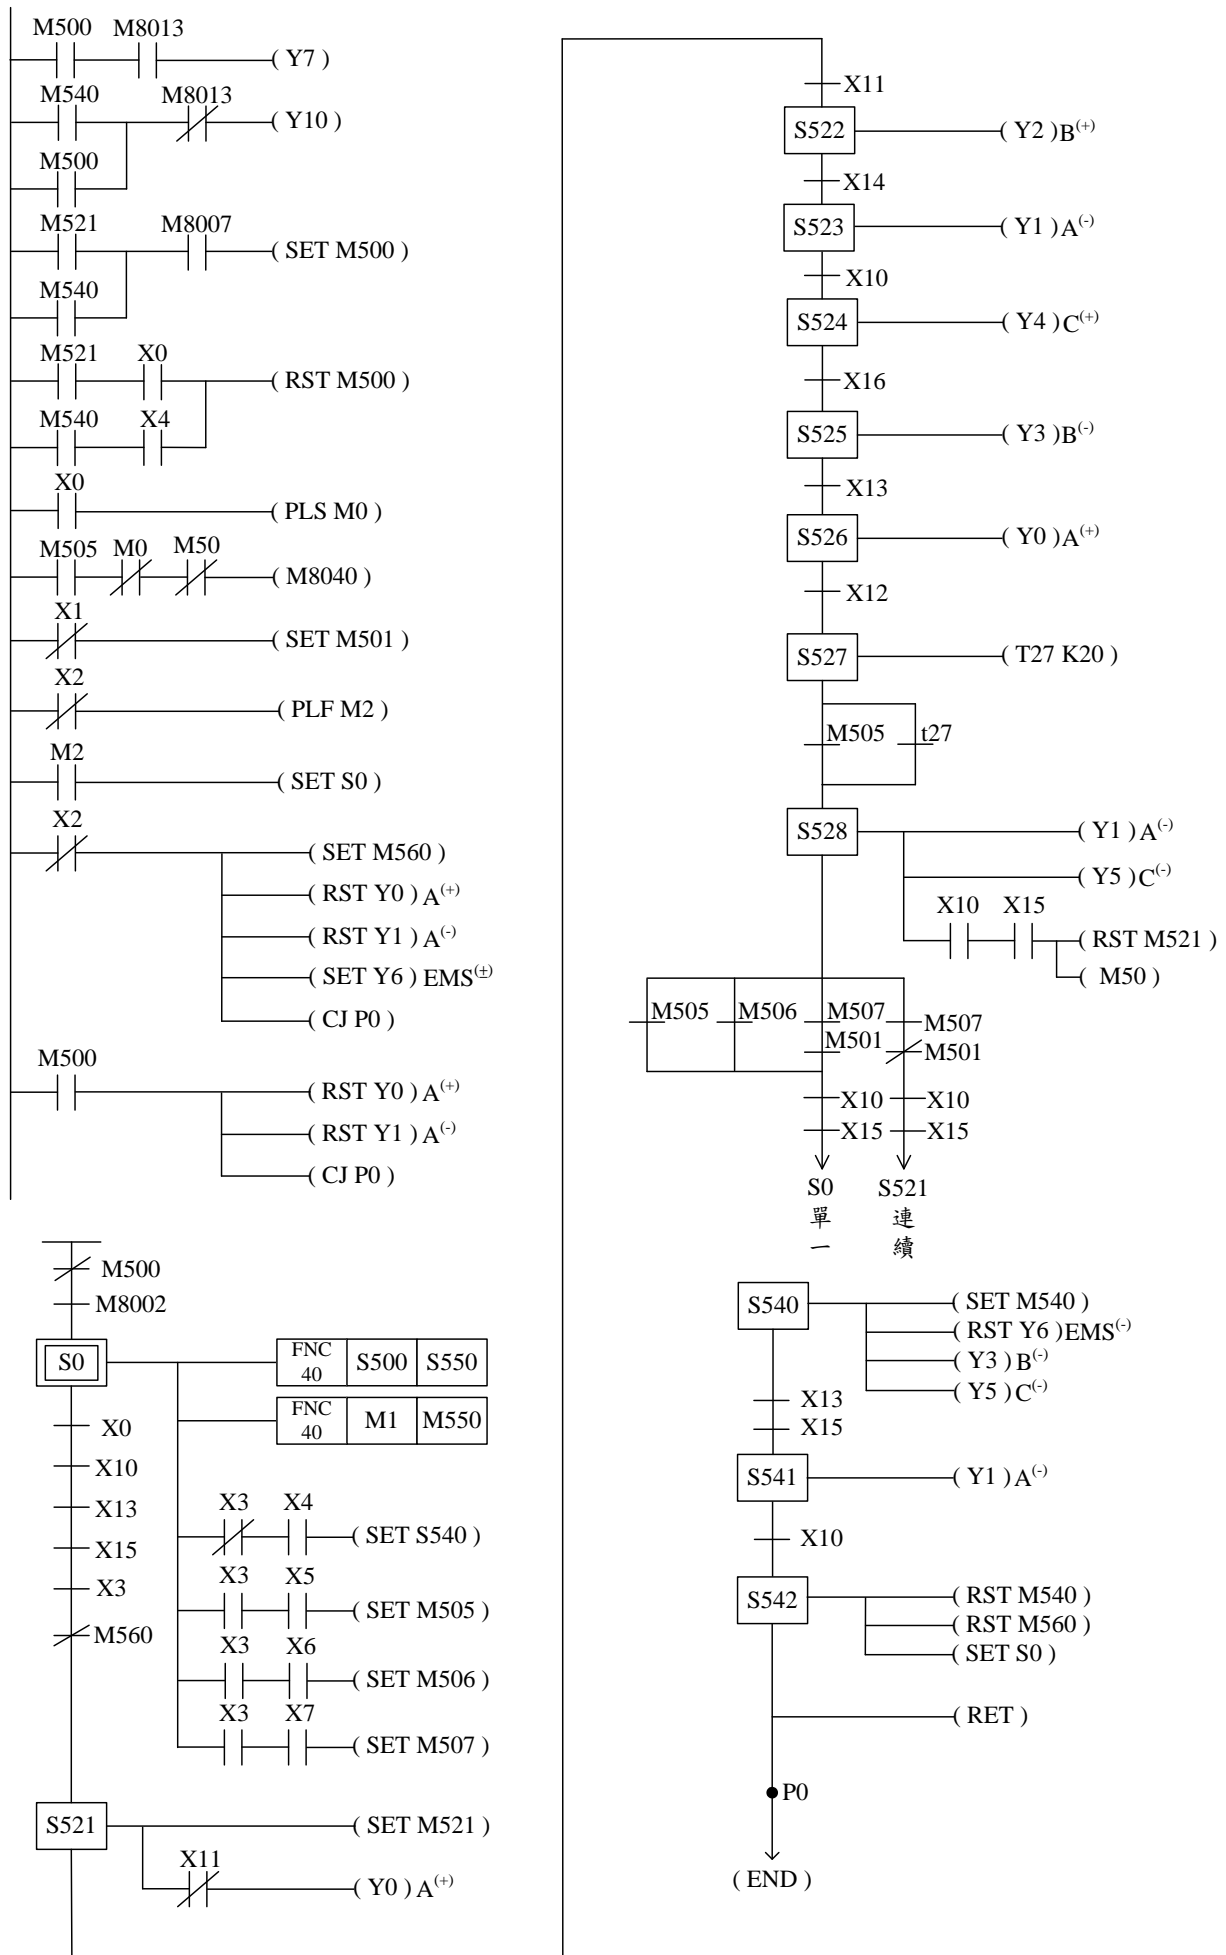 M500 M8013
( Y7 )
M540 M8013
( Y10 )
M500
M521 M8007
( SET M500 )
M540
M521 X0
( RST M500 )
M540 X4
X0
( PLS M0 )
M505 M0 M50
( M8040 )
X1
( SET M501 )
X2
( PLF M2 )
M2
( SET S0 )
X2
( SET M560 )
( RST Y0 ) A(+)
( RST Y1 ) A(-)
( SET Y6 ) EMS(±)
( CJ P0 )
M500
( RST Y0 ) A(+)
( RST Y1 ) A(-)
( CJ P0 )
M500
M8002
S0
FNC 40 S500 S550
FNC 40 M1 M550
X0
X10
X13
X15
X3
M560
X3 X4
( SET S540 )
X3 X5
( SET M505 )
X3 X6
( SET M506 )
X3 X7
( SET M507 )
S521
( SET M521 )
X11
( Y0 ) A(+)
X11
S522 ( Y2 ) B(+)
X14
S523 ( Y1 ) A(-)
X10
S524 ( Y4 ) C(+)
X16
S525 ( Y3 ) B(-)
X13
S526 ( Y0 ) A(+)
X12
S527 ( T27 K20 )
M505 t27
S528 ( Y1 ) A(-)
( Y5 ) C(-)
X10 X15
( RST M521 )
( M50 )
M505 M506 M507 M507
M501 M501
X10 X10
X15 X15
S0 S521
單一 連續
S540 ( SET M540 )
( RST Y6 ) EMS(-)
( Y3 ) B(-)
( Y5 ) C(-)
X13
X15
S541 ( Y1 ) A(-)
X10
S542 ( RST M540 )
( RST M560 )
( SET S0 )
( RET )
P0
( END )